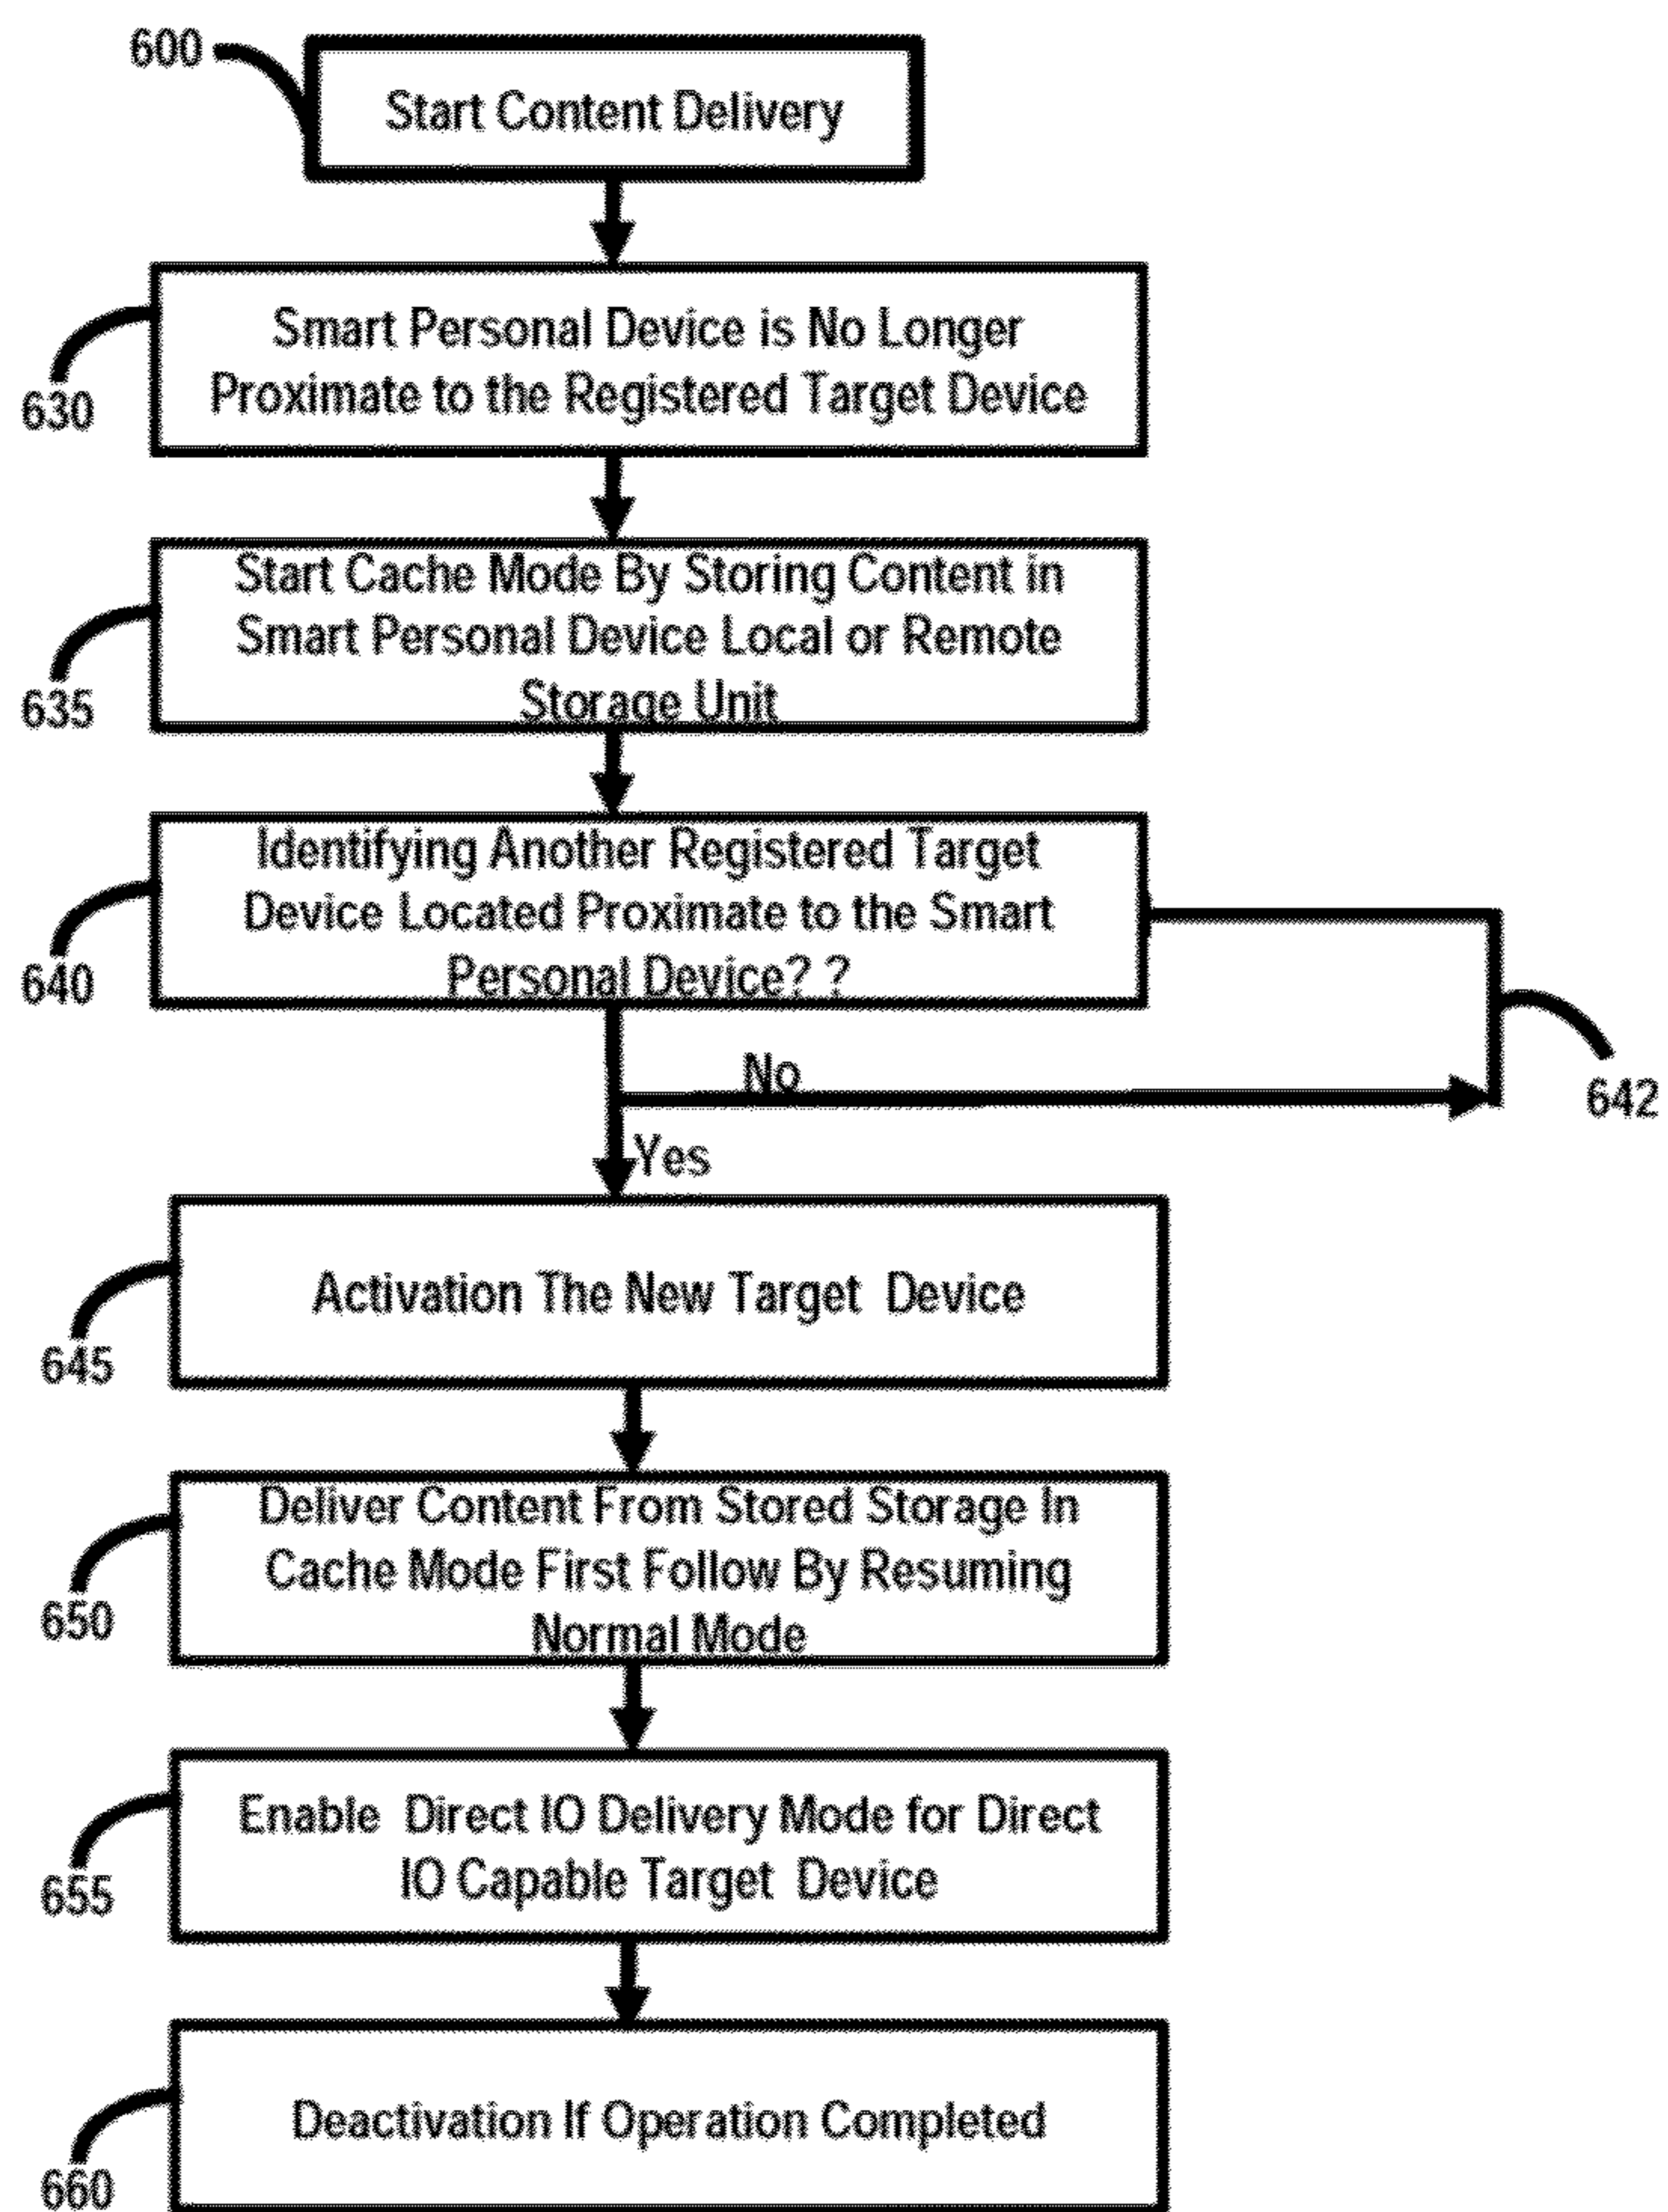 600
Start Content Delivery
Smart Personal Device is No Longer
Proximate to the Registered Target Device
630
Start Cache Mode By Storing Content in
Smart Personal Device Local or Remote
Storage Unit
635
Identifying Another Registered Target
Device Located Proximate to the Smart
Personal Device? ?
640
No
642
Yes
Activation The New Target Device
645
Deliver Content From Stored Storage In
Cache Mode First Follow By Resuming
Normal Mode
650
Enable Direct IO Delivery Mode for Direct
IO Capable Target Device
655
Deactivation If Operation Completed
660